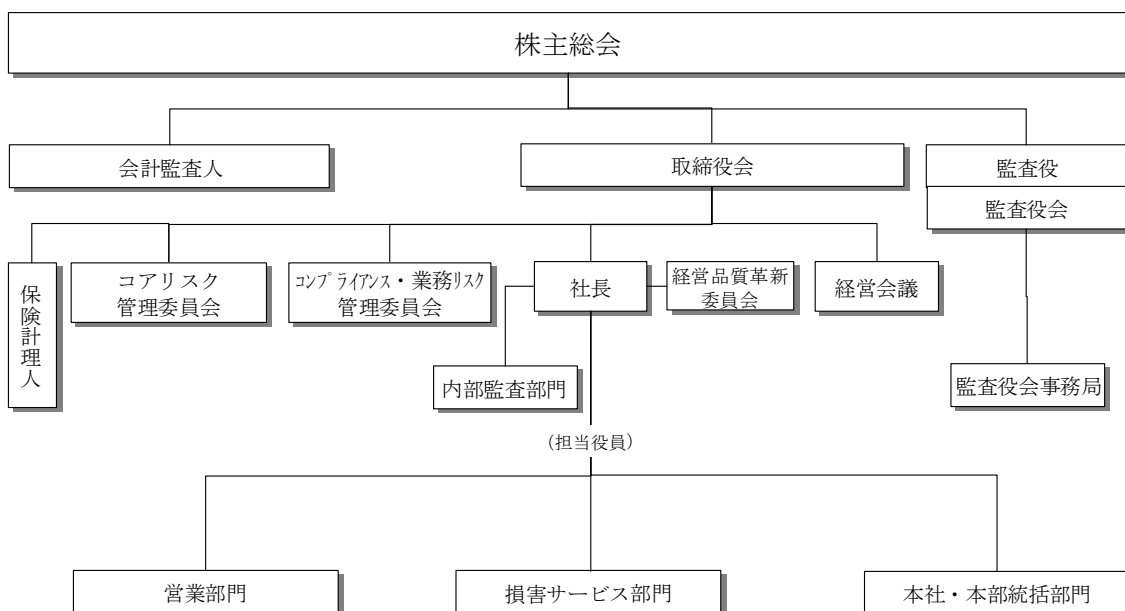 株主総会
会計監査人
取締役会
監査役
監査役会
保険計理人
コアリスク
管理委員会
ｺﾝﾌﾟﾗｲｱﾝｽ・業務ﾘｽｸ
管理委員会
社長
経営品質革新
委員会
経営会議
内部監査部門
監査役会事務局
(担当役員)
営業部門
損害サービス部門
本社・本部統括部門